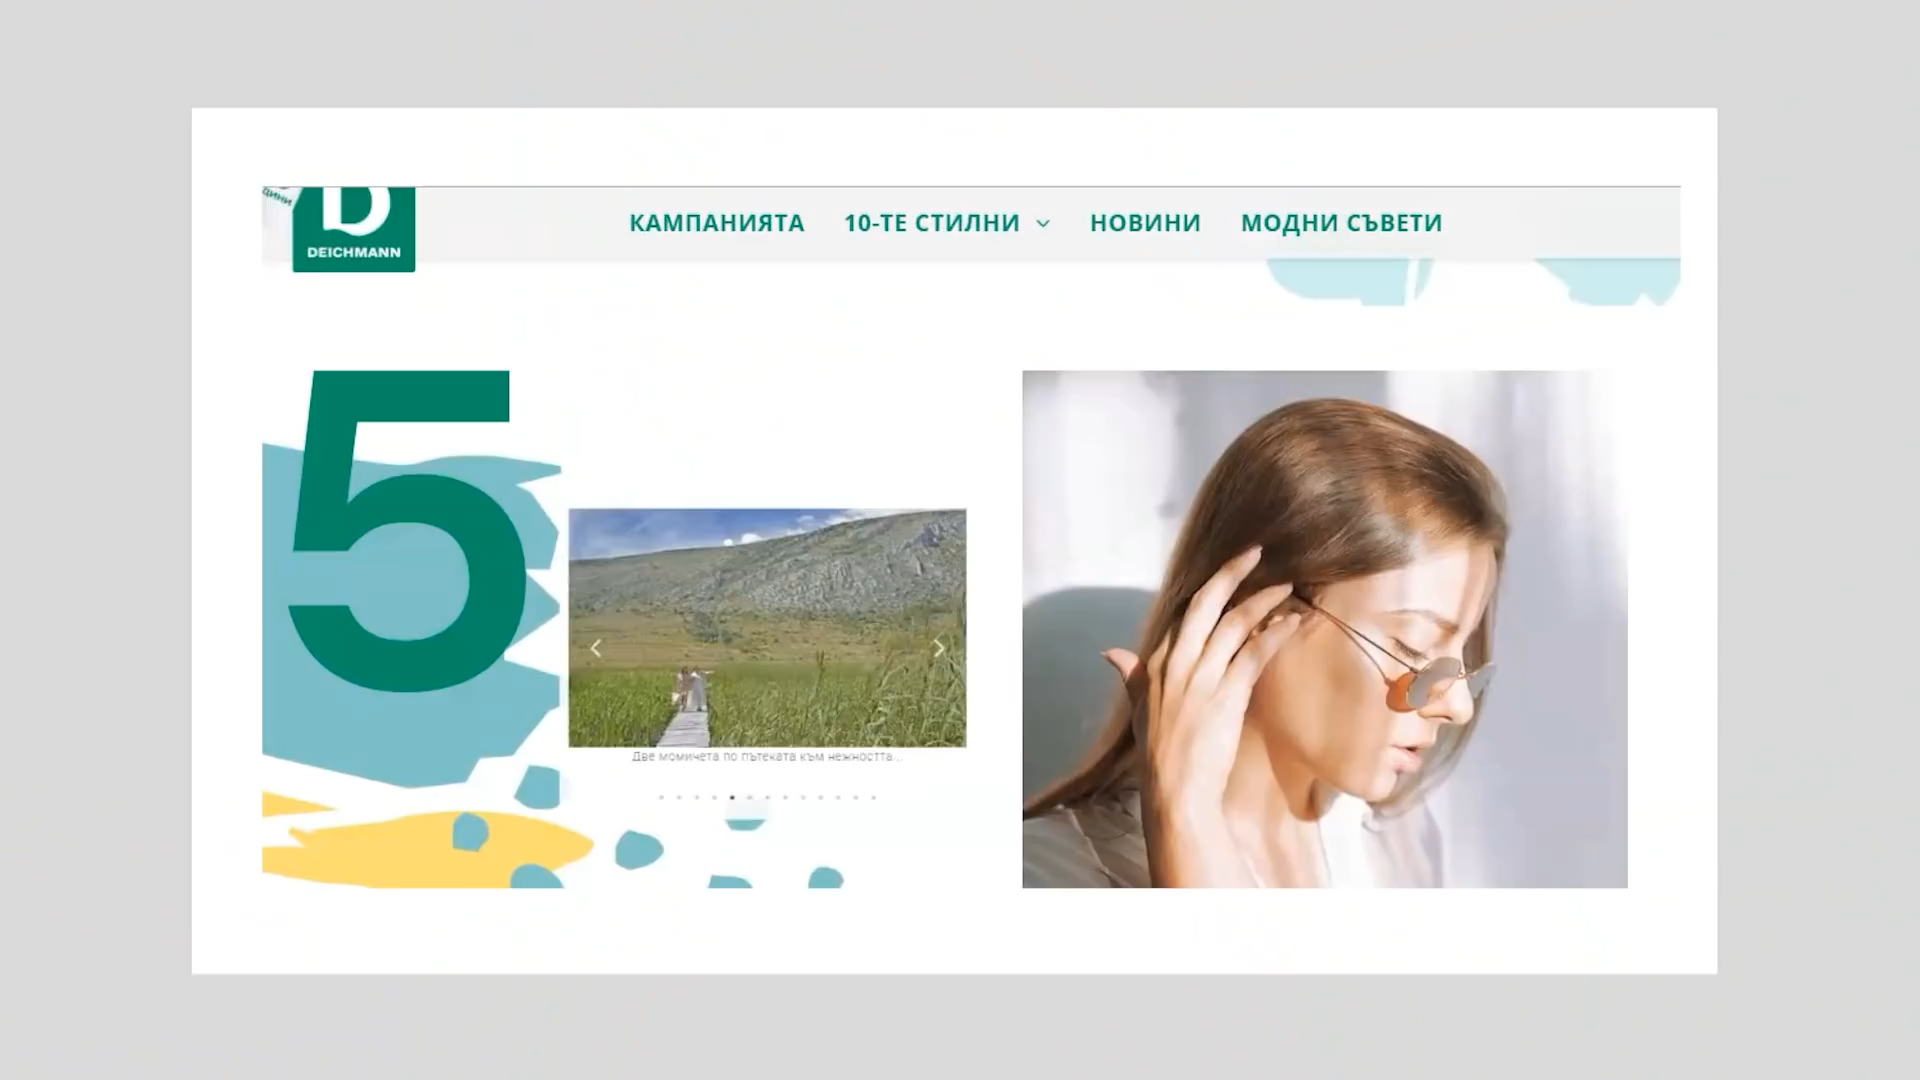 DEICHMANN
КАМПАНИЯТА 10-ТЕ СТИЛНИ НОВИНИ МОДНИ СЪВЕТИ
5
Две момичета по пътеката към нежността...